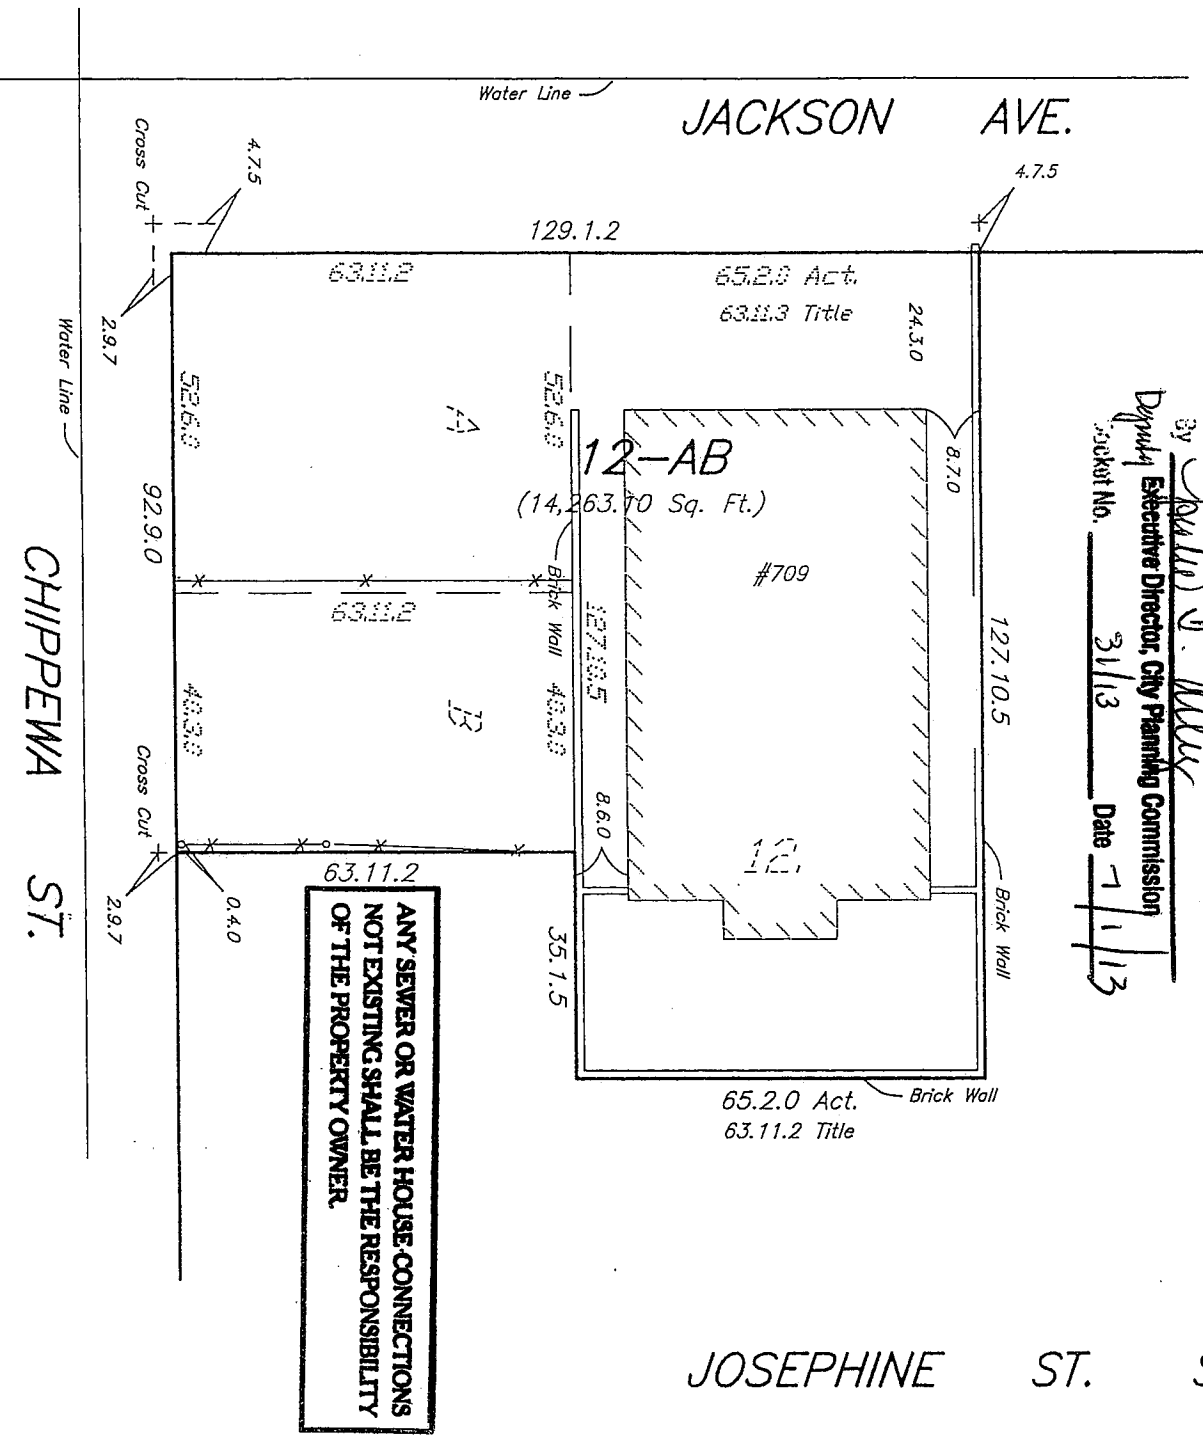 Water Line
JACKSON AVE.
Cross Cut
4.7.5
4.7.5
129.1.2
63.11.2
65.2.0 Act.
63.11.3 Title
24.3.0
2.9.7
Water Line
52.6.0
52.6.0
A
12-AB
(14,263.10 Sq. Ft.)
8.7.0
92.9.0
#709
Brick Wall
63.11.2
127.10.5
127.10.5
CHIPPEWA ST.
40.3.0
40.3.0
B
Cross Cut
8.6.0
12.
Brick Wall
63.11.2
2.9.7
0.4.0
35.1.5
65.2.0 Act.
63.11.2 Title
Brick Wall
By
Deputy Executive Director, City Planning Commission
Docket No. 31/13 Date 7/1/13
ANY SEWER OR WATER HOUSE CONNECTIONS
NOT EXISTING SHALL BE THE RESPONSIBILITY
OF THE PROPERTY OWNER.
JOSEPHINE ST.